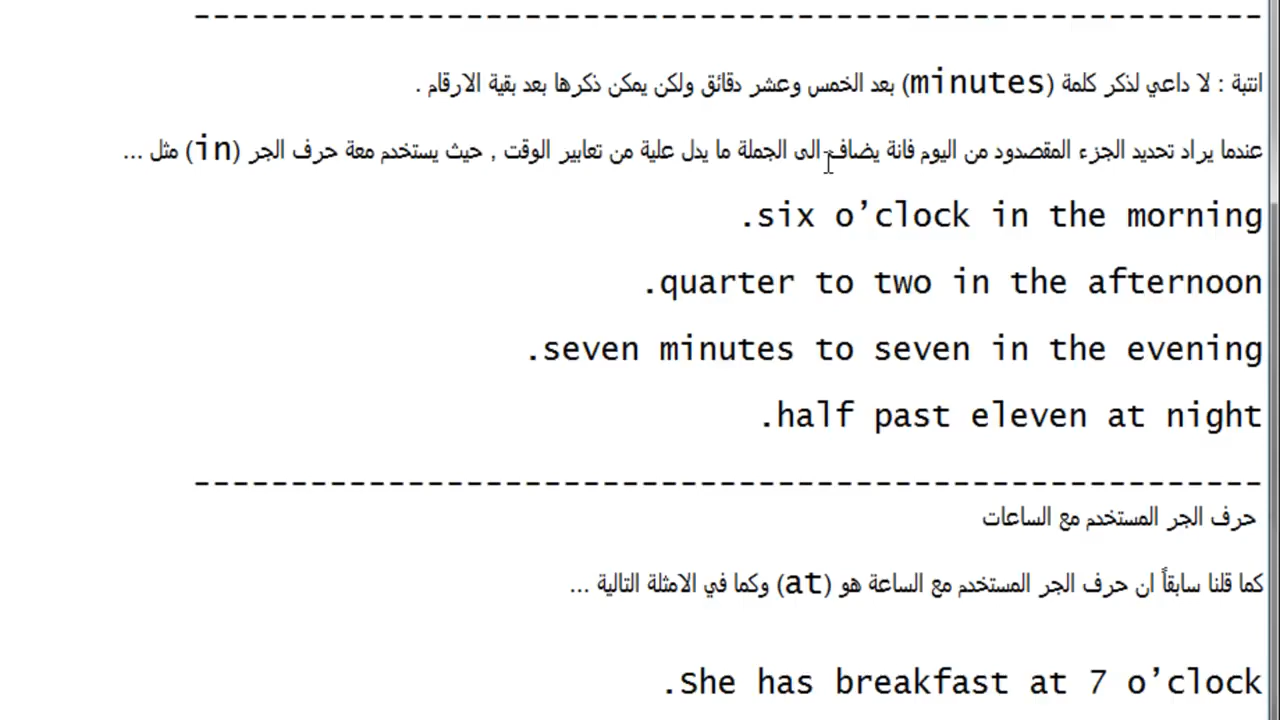 ------------------------------------------------------
انتبة : لا داعي لذكر كلمة (minutes) بعد الخمس وعشر دقائق ولكن يمكن ذكرها بعد بقية الارقام .
عندما يراد تحديد الجزء المقصدود من اليوم فانة يضاف الى الجملة ما يدل علية من تعابير الوقت , حيث يستخدم معة حرف الجر (in) مثل ...
six o’clock in the morning.
quarter to two in the afternoon.
seven minutes to seven in the evening.
half past eleven at night.
------------------------------------------------------
حرف الجر المستخدم مع الساعات
كما قلنا سابقاً ان حرف الجر المستخدم مع الساعة هو (at) وكما في الامثلة التالية ...
She has breakfast at 7 o’clock.